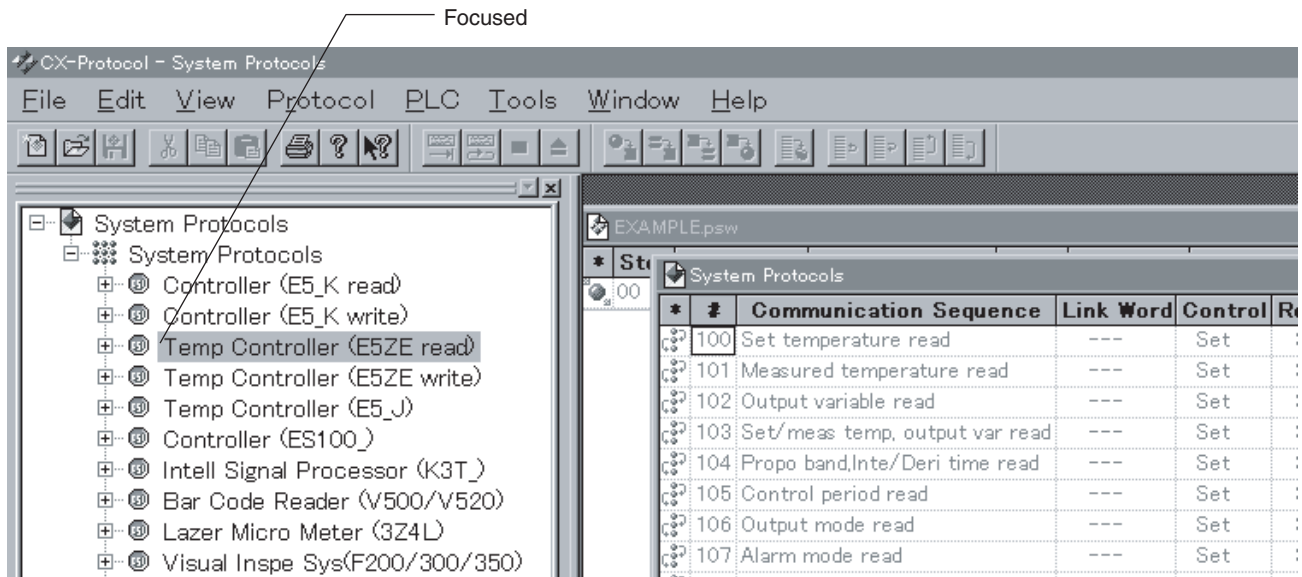 Focused
CX-Protocol - System Protocols
File Edit View Protocol PLC Tools Window Help
System Protocols
System Protocols
Controller (E5_K read)
Controller (E5_K write)
Temp Controller (E5ZE read)
Temp Controller (E5ZE write)
Temp Controller (E5_J)
Controller (ES100_)
Intell Signal Processor (K3T_)
Bar Code Reader (V500/V520)
Lazer Micro Meter (3Z4L)
Visual Inspe Sys(F200/300/350)
EXAMPLE.psw
* Ste
00
System Protocols
* # Communication Sequence Link Word Control Re
100 Set temperature read --- Set
101 Measured temperature read --- Set
102 Output variable read --- Set
103 Set/meas temp, output var read --- Set
104 Propo band,Inte/Deri time read --- Set
105 Control period read --- Set
106 Output mode read --- Set
107 Alarm mode read --- Set